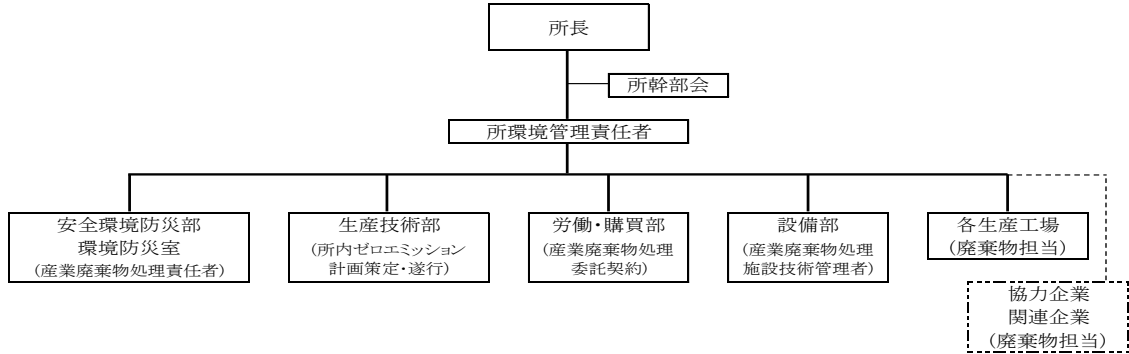 所長
所幹部会
所環境管理責任者
安全環境防災部
環境防災室
(産業廃棄物処理責任者)
生産技術部
(所内ゼロエミッション
計画策定・遂行)
労働・購買部
(産業廃棄物処理
委託契約)
設備部
(産業廃棄物処理
施設技術管理者)
各生産工場
(廃棄物担当)
協力企業
関連企業
(廃棄物担当)